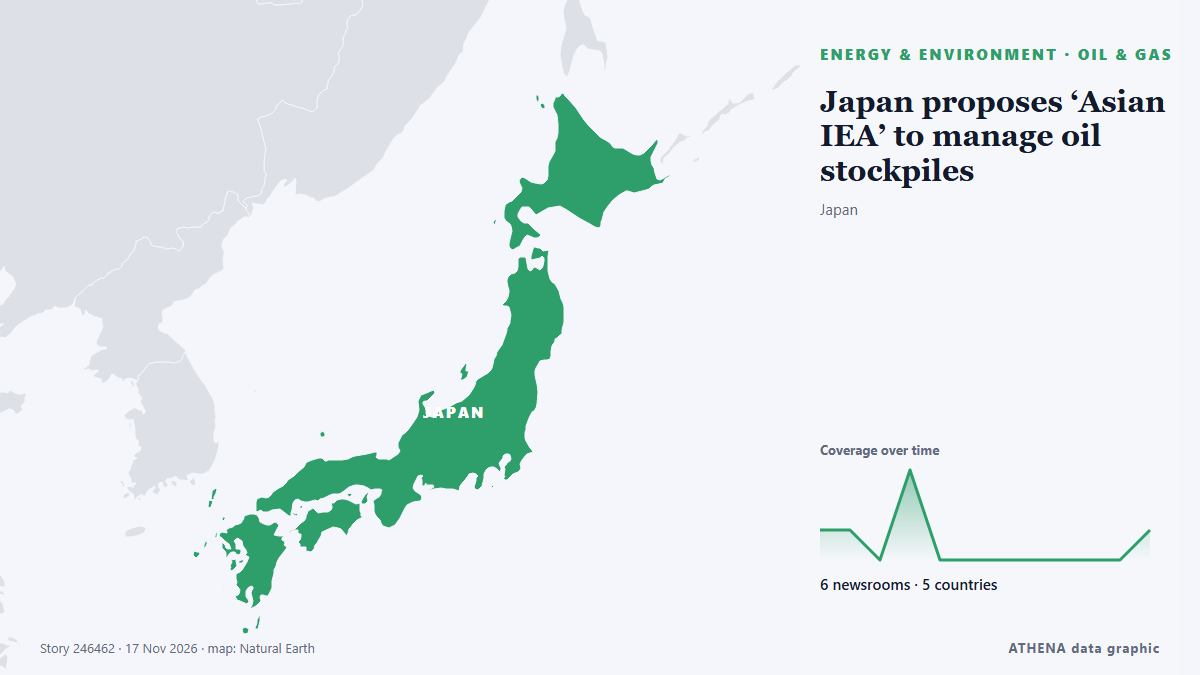 ENERGY & ENVIRONMENT · OIL & GAS
Japan proposes ‘Asian
IEA’ to manage oil
stockpiles
Japan
JAPAN
Coverage over time
6 newsrooms · 5 countries
Story 246462 · 17 Nov 2026 · map: Natural Earth
ATHENA data graphic